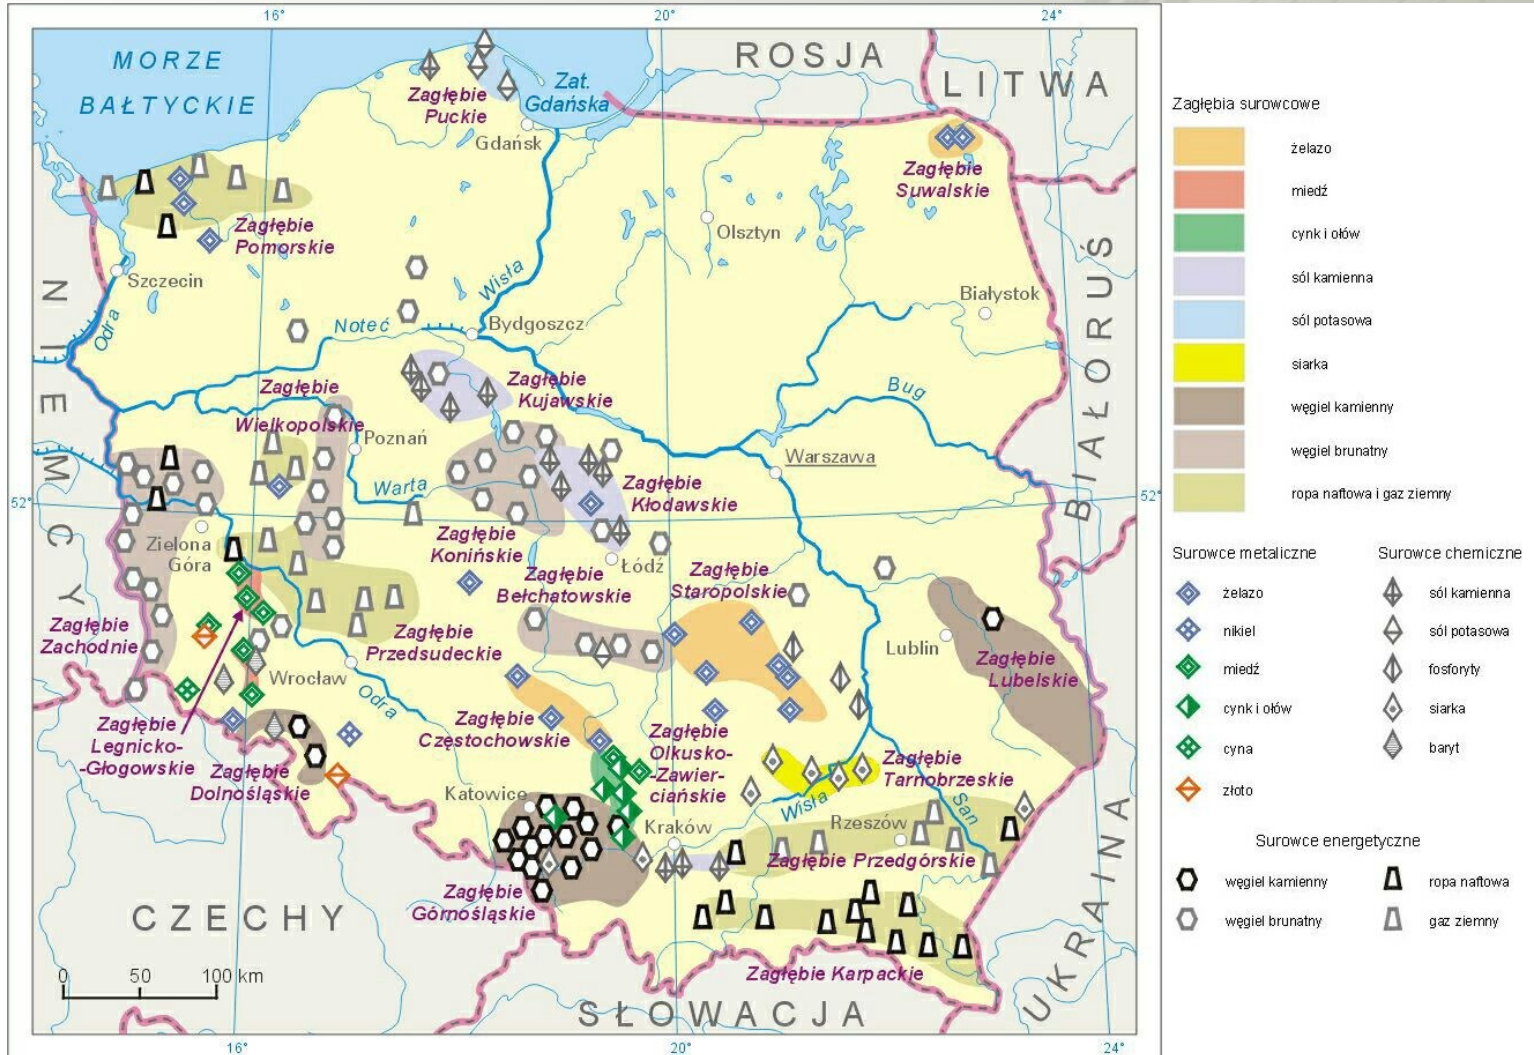 16°
20°
24°
MORZE
BAŁTYCKIE
Zagłębie
Puckie
Zat.
Gdańska
Gdańsk
ROSJA
LITWA
Zagłębie
Suwalskie
Zagłębie
Pomorskie
Szczecin
Olsztyn
Białystok
NIEMCY
BIAŁORUŚ
Odra
Noteć
Wisła
Bydgoszcz
Bug
Zagłębie
Wielkopolskie
Zagłębie
Kujawskie
Poznań
Warszawa
Warta
52°
52°
Zagłębie
Kłodawskie
Zagłębie
Konińskie
Zielona
Góra
Łódź
Zagłębie
Bełchatowskie
Zagłębie
Staropolskie
Zagłębie
Zachodnie
Zagłębie
Przedsudeckie
Lublin
Zagłębie
Lubelskie
Wrocław
Odra
Zagłębie
Legnicko-
-Głogowskie
Zagłębie
Częstochowskie
Zagłębie
Olkusko-
-Zawier-
ciańskie
Zagłębie
Tarnobrzeskie
Zagłębie
Dolnośląskie
Katowice
Wisła
San
Kraków
Rzeszów
Zagłębie Przedgórskie
Zagłębie
Górnośląskie
CZECHY
Zagłębie Karpackie
UKRAINA
SŁOWACJA
0 50 100 km
16°
20°
24°
Zagłębia surowcowe
żelazo
miedź
cynk i ołów
sól kamienna
sól potasowa
siarka
węgiel kamienny
węgiel brunatny
ropa naftowa i gaz ziemny
Surowce metaliczne
żelazo
nikiel
miedź
cynk i ołów
cyna
złoto
Surowce chemiczne
sól kamienna
sól potasowa
fosforyty
siarka
baryt
Surowce energetyczne
węgiel kamienny
węgiel brunatny
ropa naftowa
gaz ziemny